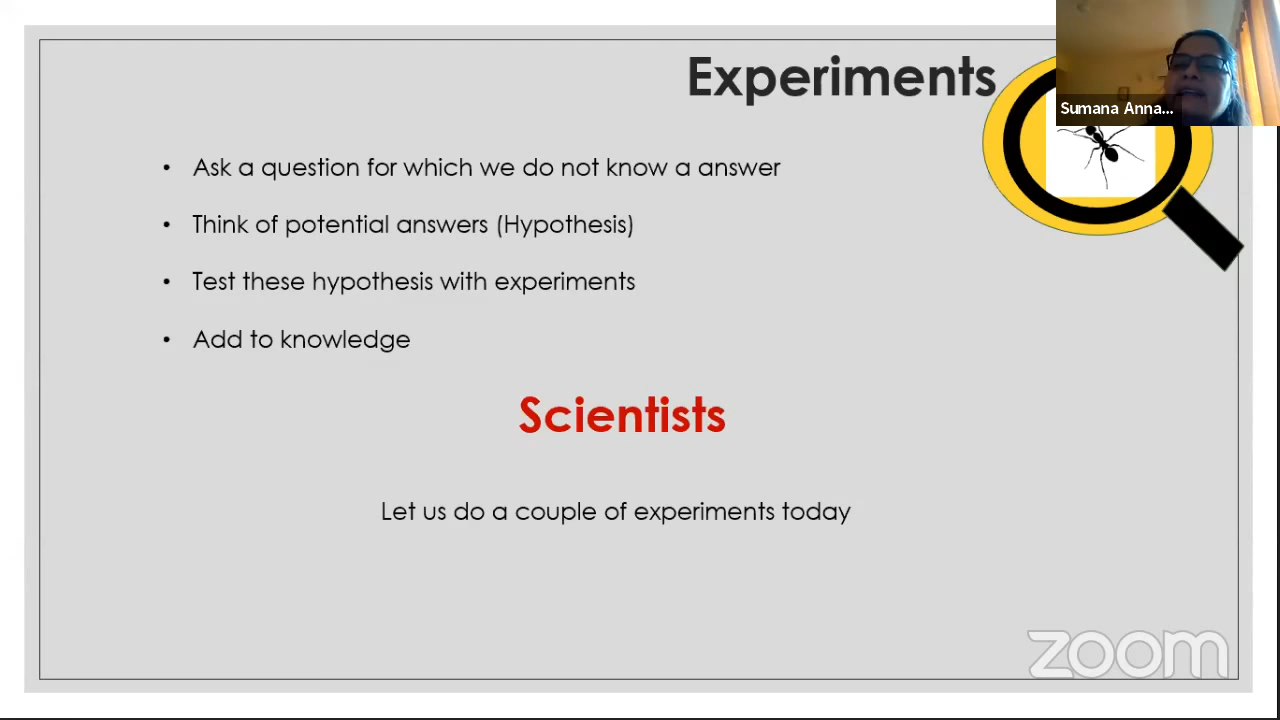 Experiments
Sumana Anna...
• Ask a question for which we do not know a answer
• Think of potential answers (Hypothesis)
• Test these hypothesis with experiments
• Add to knowledge
Scientists
Let us do a couple of experiments today
zoom